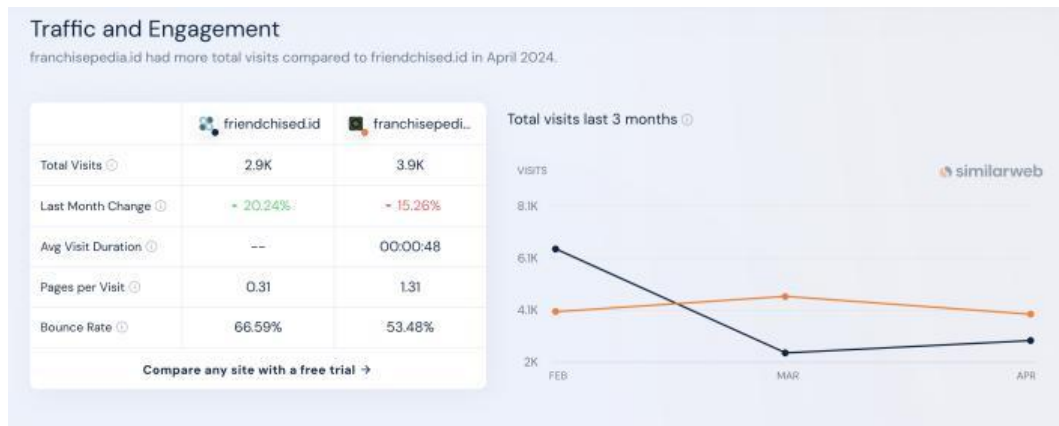 Traffic and Engagement
franchisepedia.id had more total visits compared to friendchised.id in April 2024.
friendchised.id franchisepedi...
Total Visits 2.9K 3.9K
Last Month Change 20.24% 15.26%
Avg Visit Duration -- 00:00:48
Pages per Visit 0.31 1.31
Bounce Rate 66.59% 53.48%
Compare any site with a free trial →
Total visits last 3 months
VISITS
similarweb
8.1K
6.1K
4.1K
2K
FEB MAR APR